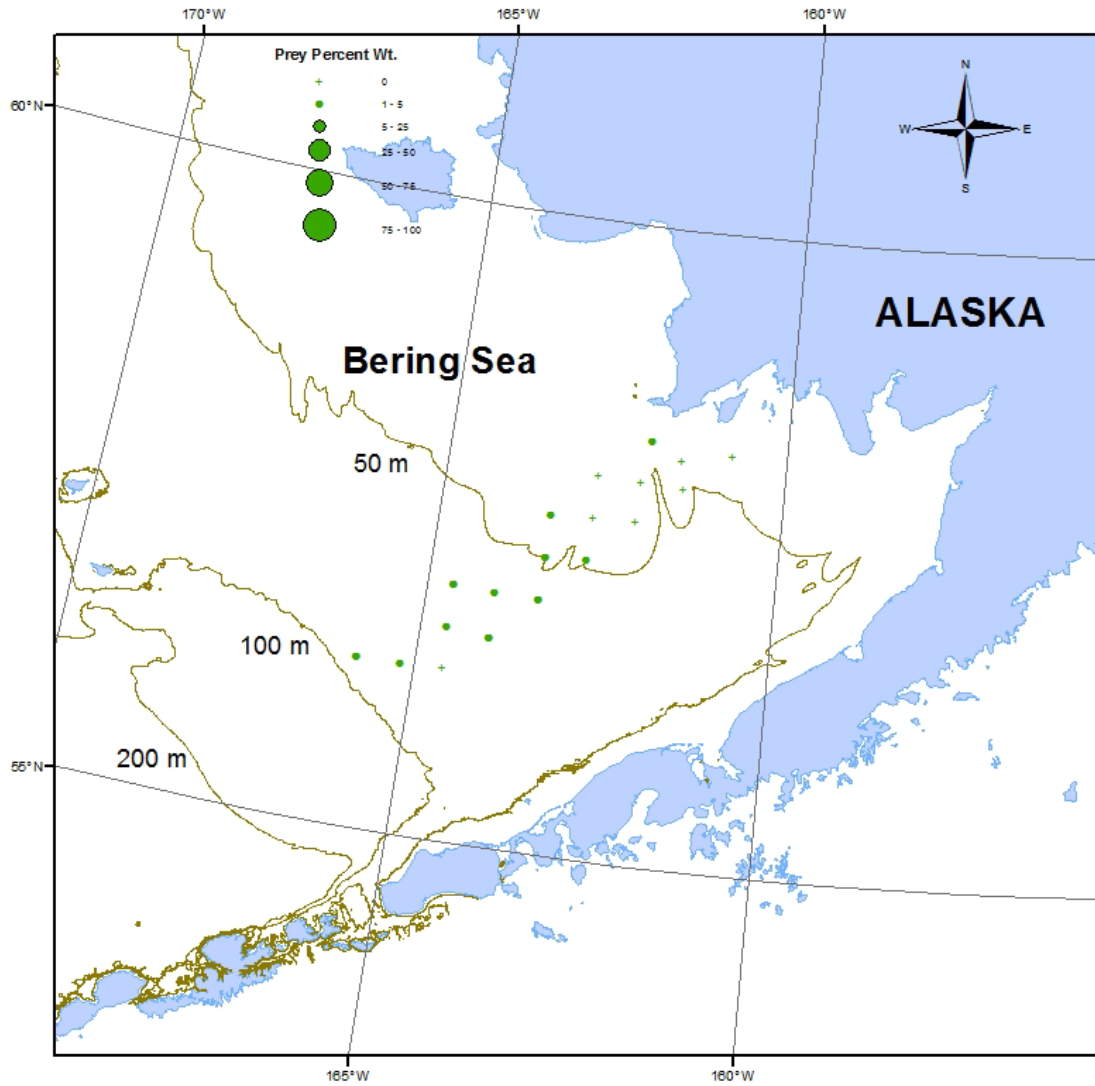 170°W 165°W 160°W
Prey Percent Wt.
0
1 - 5
5 - 25
25 - 50
50 - 75
75 - 100
N
W E
S
60°N
ALASKA
Bering Sea
50 m
100 m
200 m
55°N
165°W 160°W